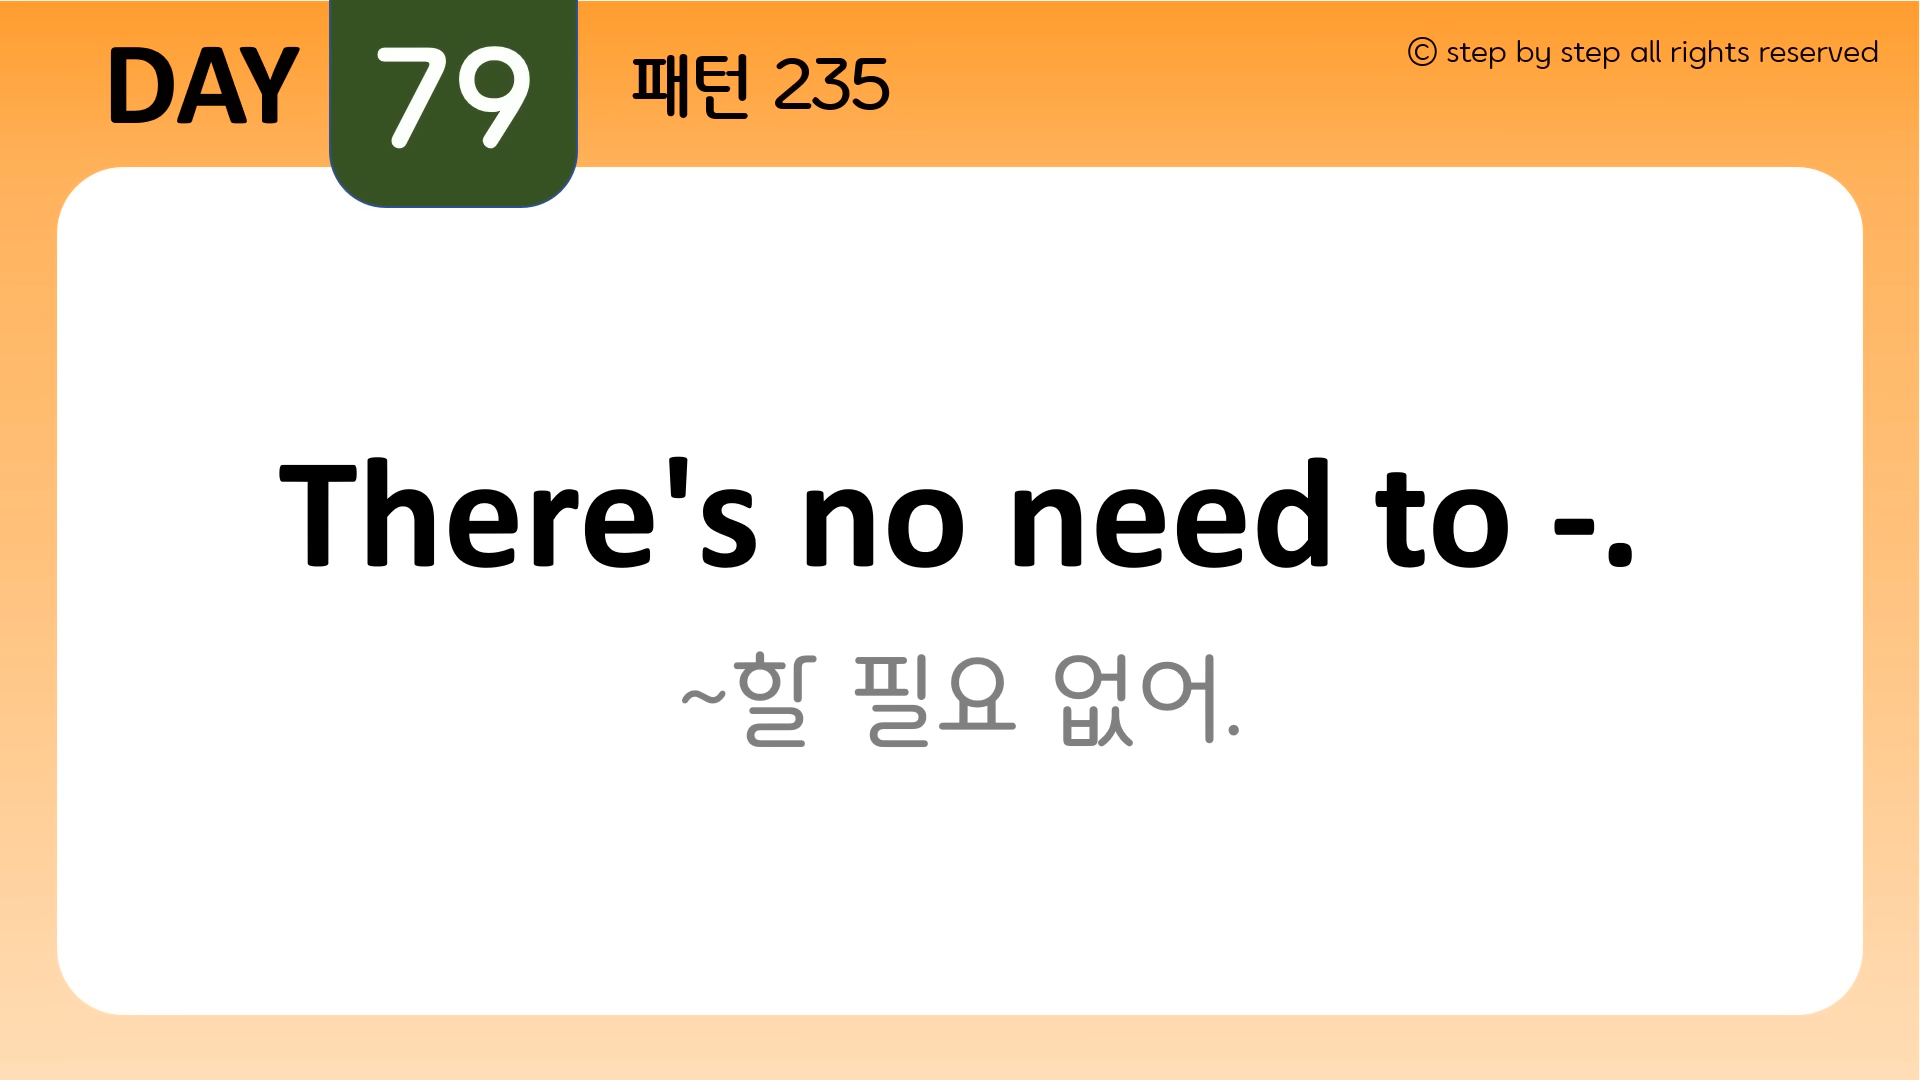 DAY 79 패턴 235
© step by step all rights reserved
There's no need to -.
~할 필요 없어.